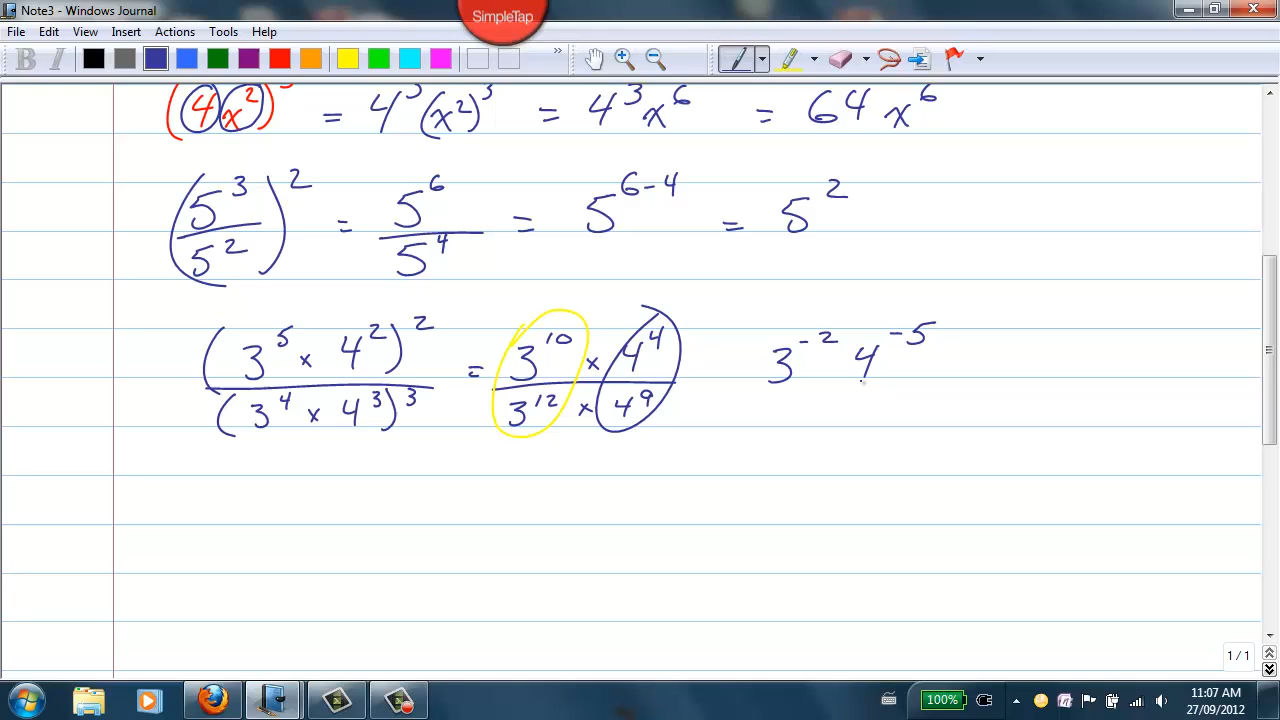 Note3 - Windows Journal
SimpleTap
File Edit View Insert Actions Tools Help
B I
(4x²)³ = 4³(x²)³ = 4³x⁶ = 64x⁶
(5³/5²)² = 5⁶/5⁴ = 5⁶⁻⁴ = 5²
(3⁵ × 4²)²/(3⁴ × 4³)³ = 3¹⁰ × 4⁴/3¹² × 4⁹ 3⁻² 4⁻⁵
1 / 1
100%
11:07 AM
27/09/2012